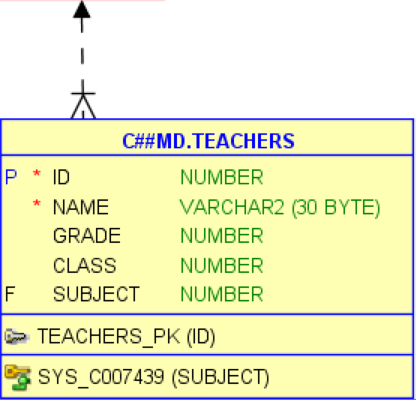 C##MD.TEACHERS
P * ID NUMBER
* NAME VARCHAR2 (30 BYTE)
GRADE NUMBER
CLASS NUMBER
F SUBJECT NUMBER
TEACHERS_PK (ID)
SYS_C007439 (SUBJECT)